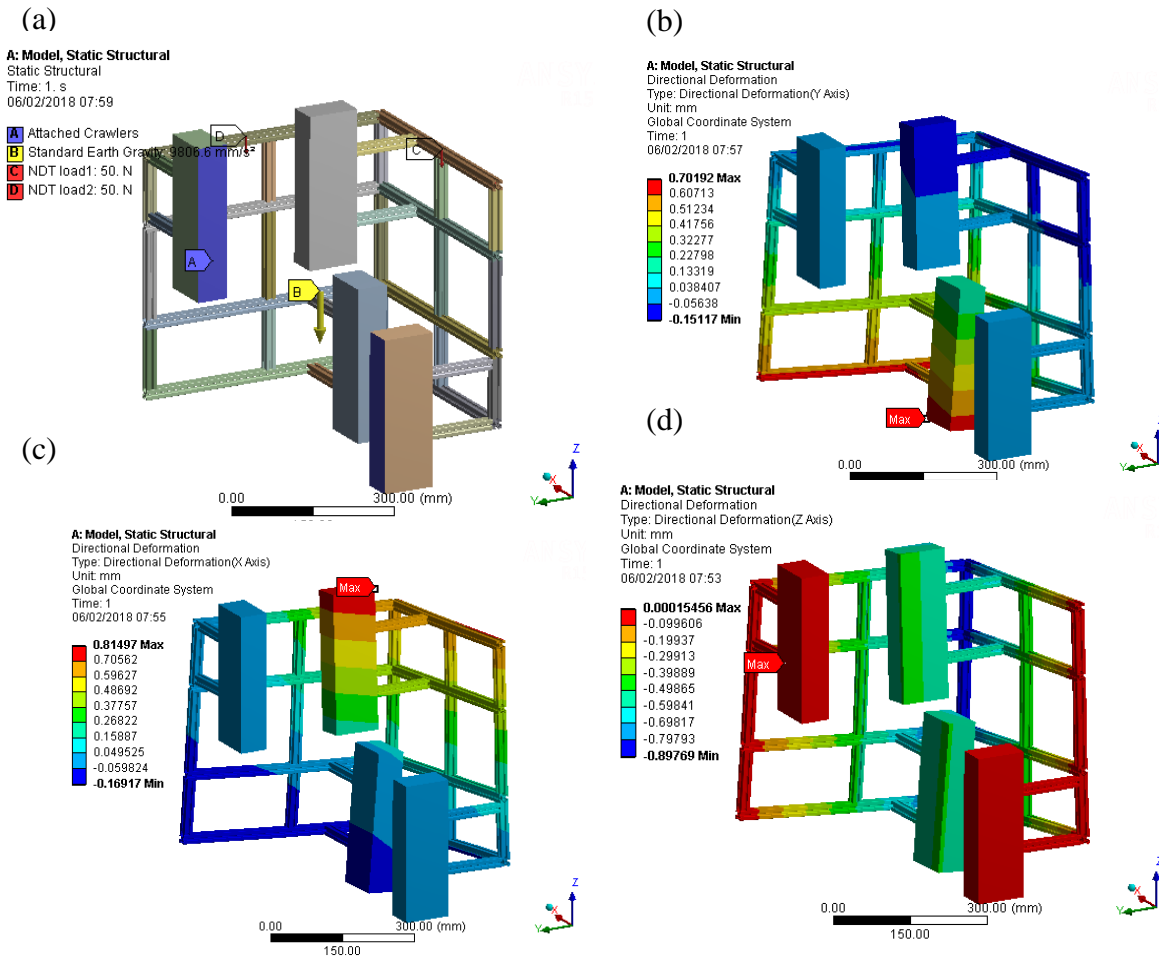 (a)
A: Model, Static Structural
Static Structural
Time: 1. s
06/02/2018 07:59
A Attached Crawlers
B Standard Earth Gravity: 9806.6 mm/s²
C NDT load1: 50. N
D NDT load2: 50. N
D
C
A
B
0.00
300.00 (mm)
Z
X
Y
(b)
A: Model, Static Structural
Directional Deformation
Type: Directional Deformation(Y Axis)
Unit: mm
Global Coordinate System
Time: 1
06/02/2018 07:57
0.70192 Max
0.60713
0.51234
0.41756
0.32277
0.22798
0.13319
0.038407
-0.05638
-0.15117 Min
Max
0.00
300.00 (mm)
Z
X
Y
(c)
A: Model, Static Structural
Directional Deformation
Type: Directional Deformation(X Axis)
Unit: mm
Global Coordinate System
Time: 1
06/02/2018 07:55
0.81497 Max
0.70562
0.59627
0.48692
0.37757
0.26822
0.15887
0.049525
-0.059824
-0.16917 Min
Max
0.00
300.00 (mm)
150.00
Z
X
Y
(d)
A: Model, Static Structural
Directional Deformation
Type: Directional Deformation(Z Axis)
Unit: mm
Global Coordinate System
Time: 1
06/02/2018 07:53
0.00015456 Max
-0.099606
-0.19937
-0.29913
-0.39889
-0.49865
-0.59841
-0.69817
-0.79793
-0.89769 Min
Max
0.00
300.00 (mm)
150.00
Z
X
Y